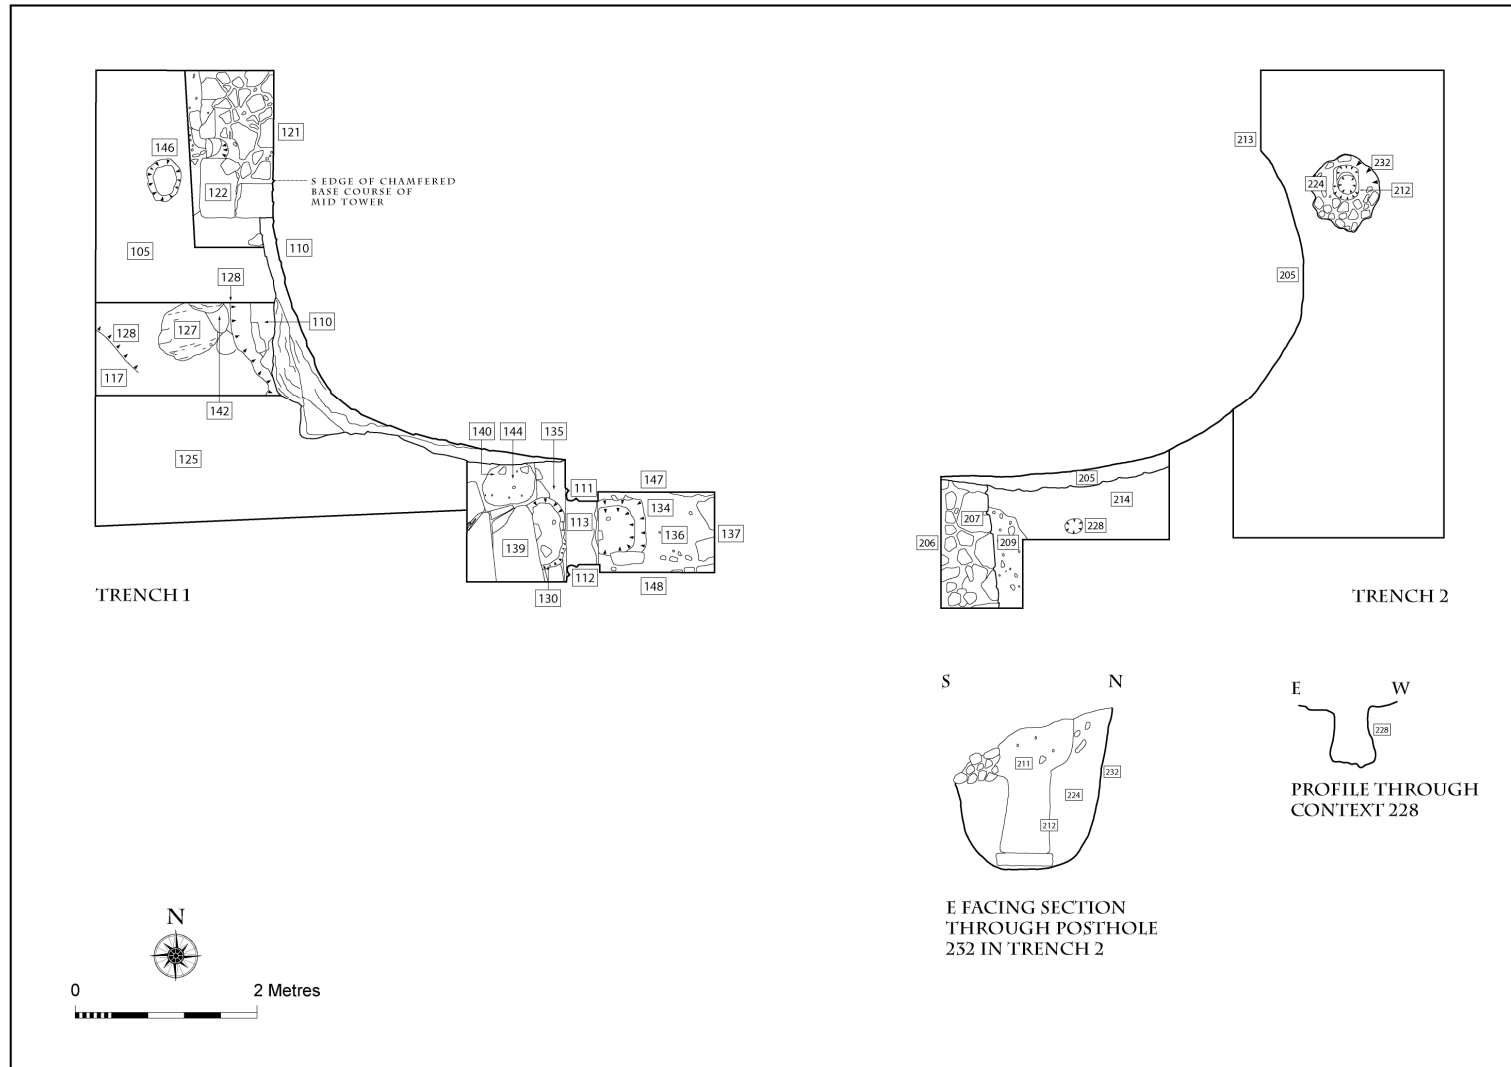 121
146
122
S EDGE OF CHAMFERED
BASE COURSE OF
MID TOWER
105
110
128
128
127
110
117
142
125
140
144
135
111
147
113
134
139
136
137
112
148
130
TRENCH 1
213
232
224
212
205
205
214
207
228
206
209
TRENCH 2
S
N
211
232
224
212
E FACING SECTION
THROUGH POSTHOLE
232 IN TRENCH 2
E
W
228
PROFILE THROUGH
CONTEXT 228
N
0
2 Metres